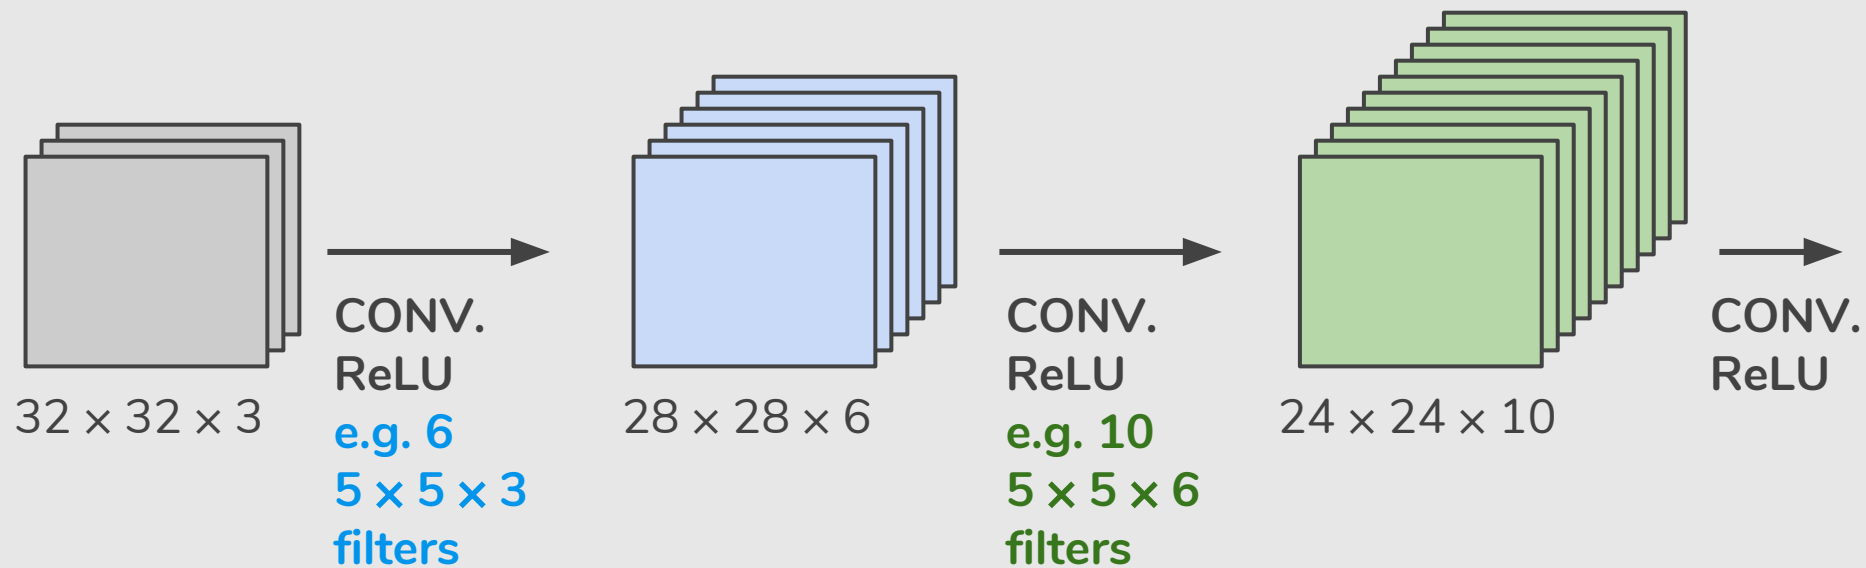 32 × 32 × 3
CONV.
ReLU
e.g. 6
5 × 5 × 3
filters
28 × 28 × 6
CONV.
ReLU
e.g. 10
5 × 5 × 6
filters
24 × 24 × 10
CONV.
ReLU